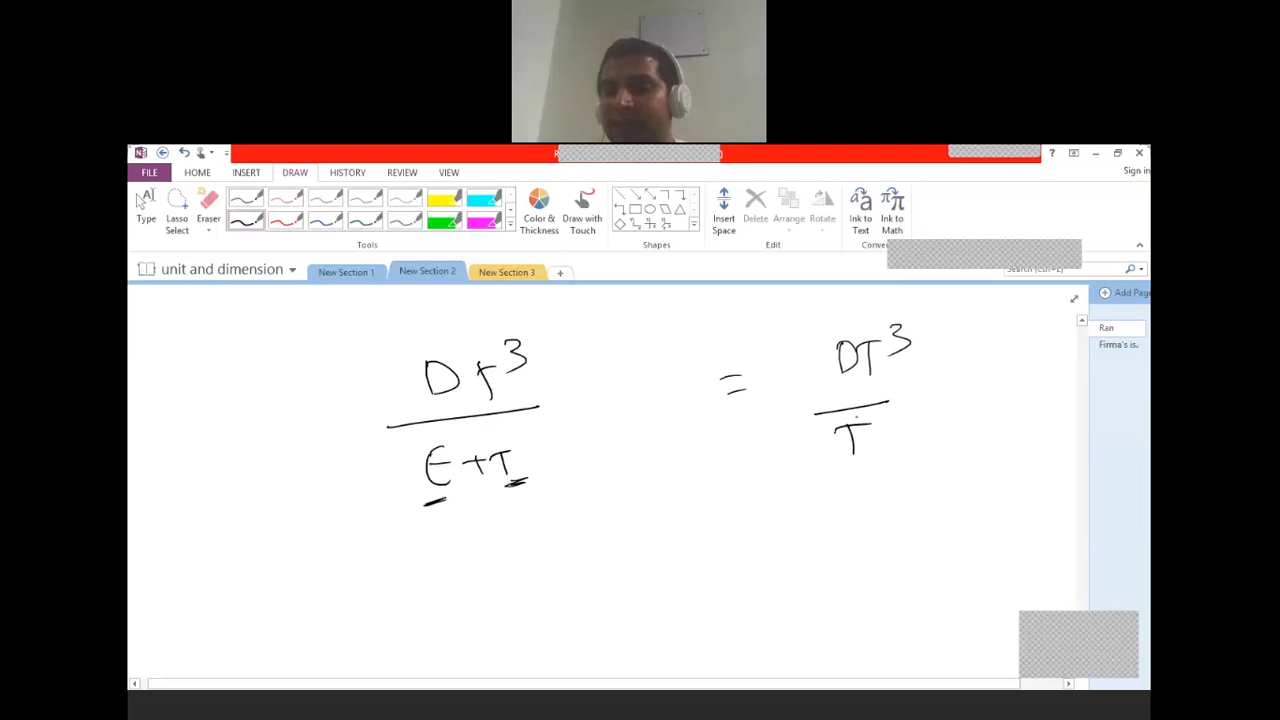 FILE HOME INSERT DRAW HISTORY REVIEW VIEW
Sign in
Type Lasso Select Eraser Color & Thickness Draw with Touch Insert Space Delete Arrange Rotate Ink to Text Ink to Math
Tools Shapes Edit
unit and dimension New Section 1 New Section 2 New Section 3
Add Pag
Ran
Firma's is.
D t³ = DT³
E + T T